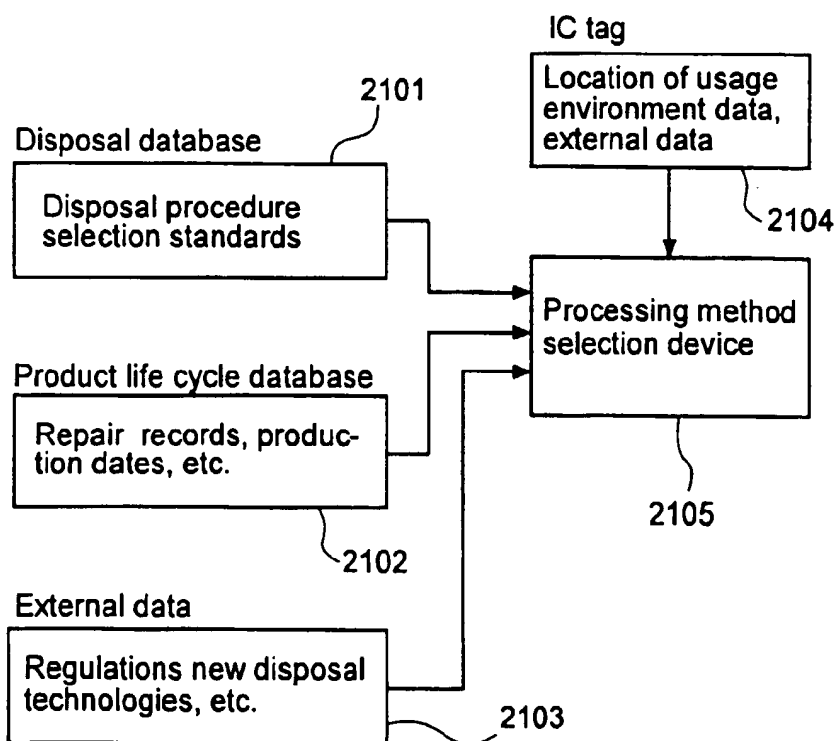 IC tag
Location of usage
environment data,
external data
2104
2101
Disposal database
Disposal procedure
selection standards
Processing method
selection device
2105
Product life cycle database
Repair records, produc-
tion dates, etc.
2102
External data
Regulations new disposal
technologies, etc.
2103